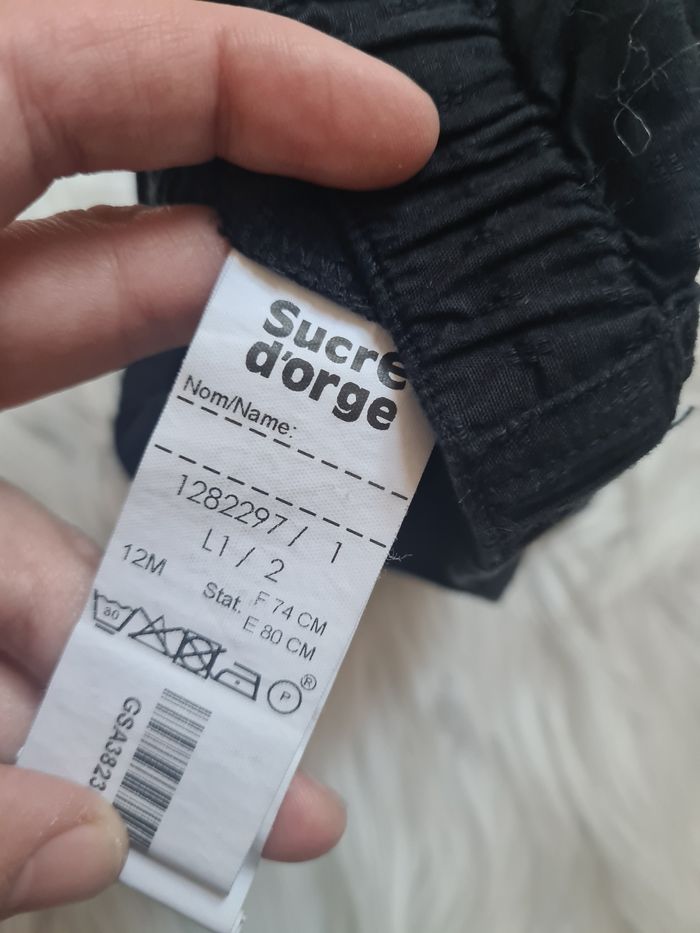 Sucre
d'orge
Nom/Name:
1282297/ 1
L1 / 2
12M
Stat. F 74 CM
E 80 CM
P
®
GSA3823